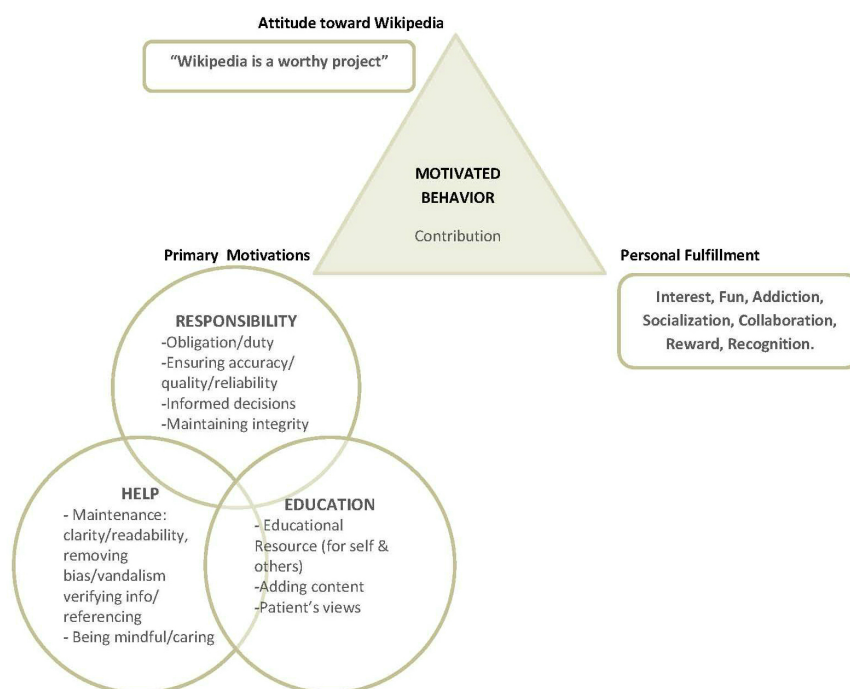 Attitude toward Wikipedia
“Wikipedia is a worthy project”
MOTIVATED
BEHAVIOR
Contribution
Primary Motivations
Personal Fulfillment
Interest, Fun, Addiction,
Socialization, Collaboration,
Reward, Recognition.
RESPONSIBILITY
-Obligation/duty
-Ensuring accuracy/
quality/reliability
-Informed decisions
-Maintaining integrity
HELP
- Maintenance:
clarity/readability,
removing
bias/vandalism
verifying info/
referencing
- Being mindful/caring
EDUCATION
- Educational
Resource (for self &
others)
-Adding content
-Patient’s views